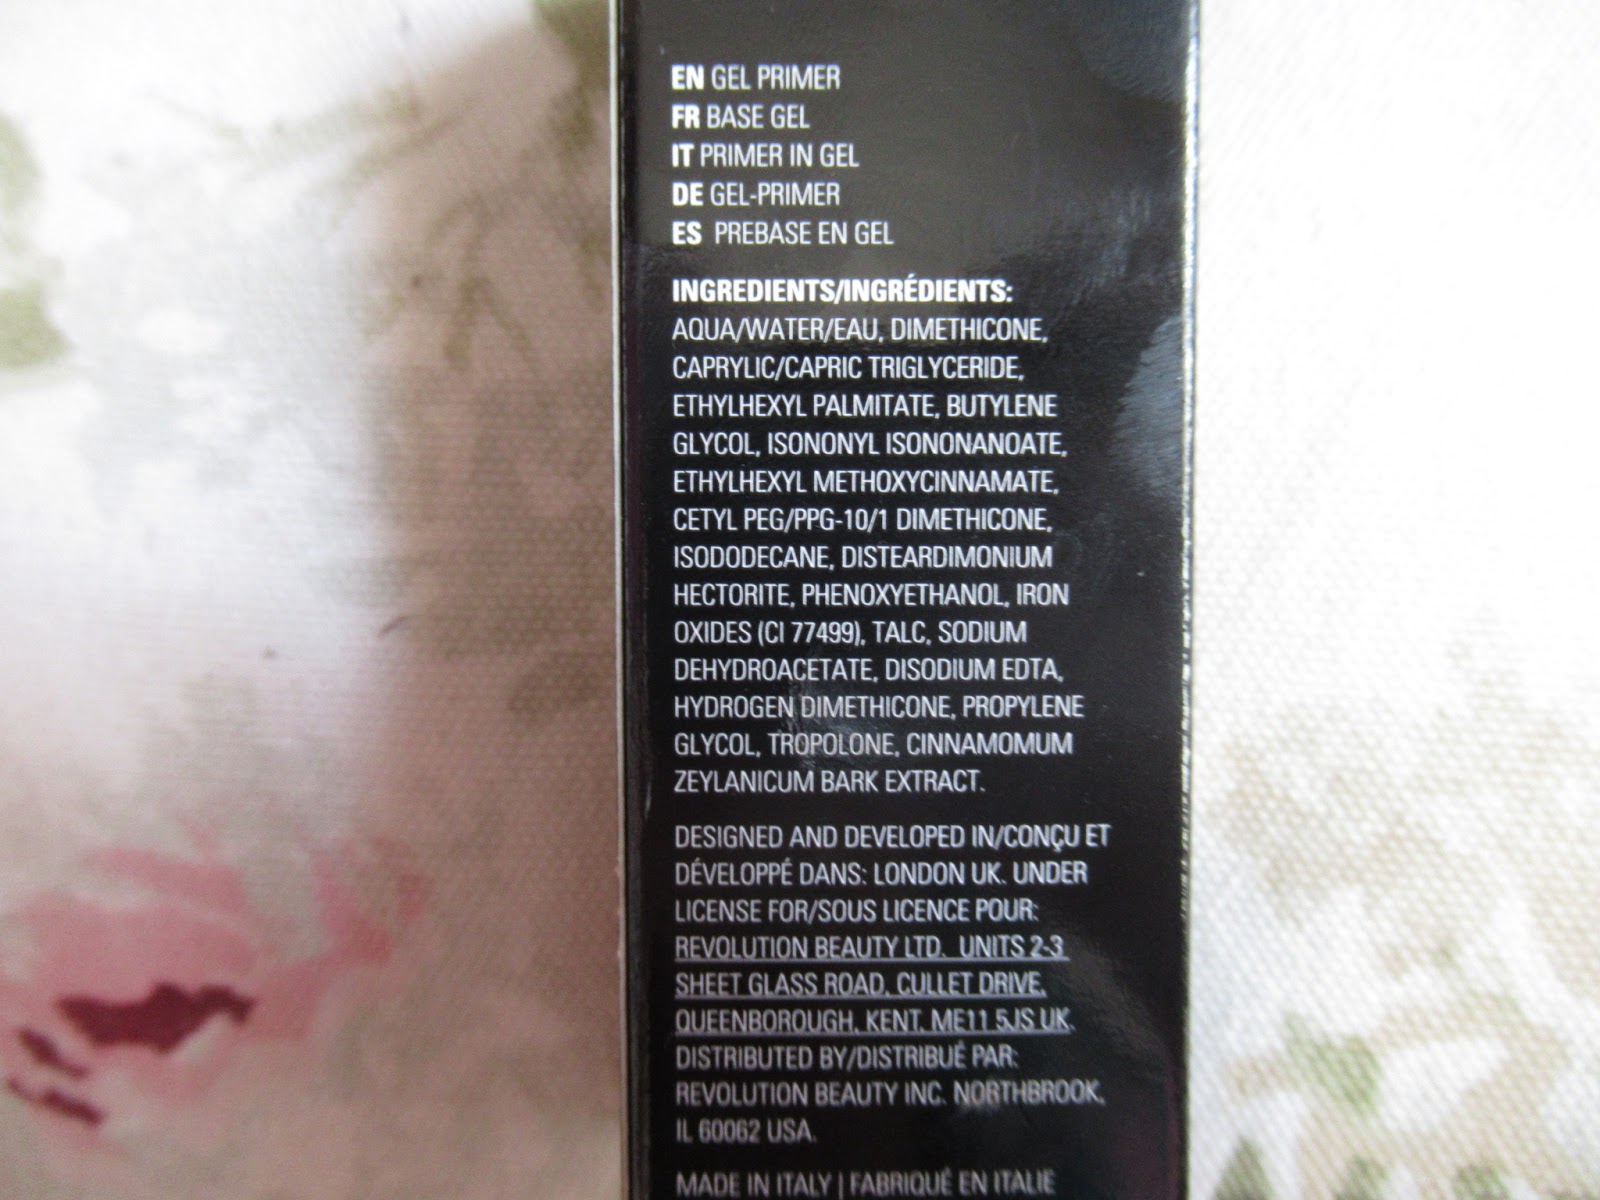 EN GEL PRIMER
FR BASE GEL
IT PRIMER IN GEL
DE GEL-PRIMER
ES PREBASE EN GEL
INGREDIENTS/INGRÉDIENTS:
AQUA/WATER/EAU, DIMETHICONE,
CAPRYLIC/CAPRIC TRIGLYCERIDE,
ETHYLHEXYL PALMITATE, BUTYLENE
GLYCOL, ISONONYL ISONONANOATE,
ETHYLHEXYL METHOXYCINNAMATE,
CETYL PEG/PPG-10/1 DIMETHICONE,
ISODODECANE, DISTEARDIMONIUM
HECTORITE, PHENOXYETHANOL, IRON
OXIDES (CI 77499), TALC, SODIUM
DEHYDROACETATE, DISODIUM EDTA,
HYDROGEN DIMETHICONE, PROPYLENE
GLYCOL, TROPOLONE, CINNAMOMUM
ZEYLANICUM BARK EXTRACT.
DESIGNED AND DEVELOPED IN/CONÇU ET
DÉVELOPPÉ DANS: LONDON UK. UNDER
LICENSE FOR/SOUS LICENCE POUR:
REVOLUTION BEAUTY LTD. UNITS 2-3
SHEET GLASS ROAD, CULLET DRIVE,
QUEENBOROUGH, KENT, ME11 5JS UK.
DISTRIBUTED BY/DISTRIBUÉ PAR:
REVOLUTION BEAUTY INC. NORTHBROOK,
IL 60062 USA.
MADE IN ITALY | FABRIQUÉ EN ITALIE